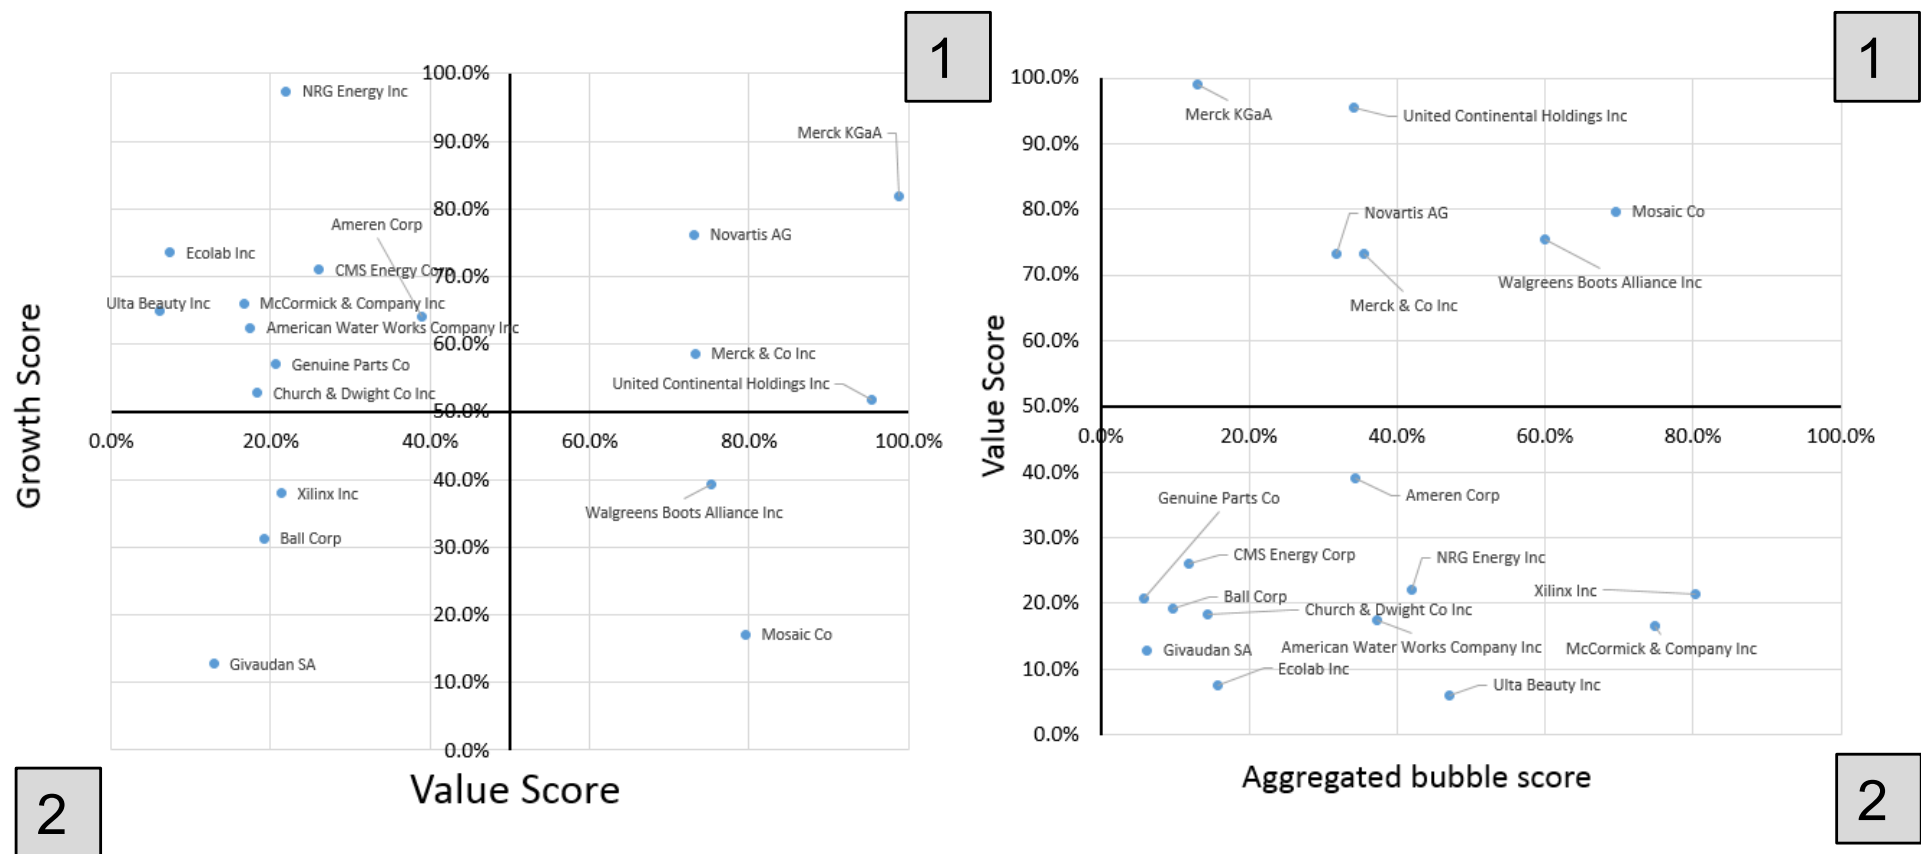 1
100.0%
NRG Energy Inc
Merck KGaA
90.0%
80.0%
Ameren Corp
Novartis AG
Ecolab Inc
CMS Energy Corp
70.0%
Ulta Beauty Inc
McCormick & Company Inc
American Water Works Company Inc
60.0%
Merck & Co Inc
Genuine Parts Co
United Continental Holdings Inc
Church & Dwight Co Inc
50.0%
0.0%
20.0%
40.0%
60.0%
80.0%
100.0%
40.0%
Xilinx Inc
Walgreens Boots Alliance Inc
Ball Corp
30.0%
20.0%
Mosaic Co
Givaudan SA
10.0%
0.0%
Growth Score
Value Score
2
1
100.0%
Merck KGaA
United Continental Holdings Inc
90.0%
80.0%
Novartis AG
Mosaic Co
70.0%
Walgreens Boots Alliance Inc
Merck & Co Inc
60.0%
50.0%
0.0%
20.0%
40.0%
60.0%
80.0%
100.0%
40.0%
Genuine Parts Co
Ameren Corp
30.0%
CMS Energy Corp
NRG Energy Inc
Xilinx Inc
20.0%
Ball Corp
Church & Dwight Co Inc
Givaudan SA
American Water Works Company Inc
McCormick & Company Inc
10.0%
Ecolab Inc
Ulta Beauty Inc
0.0%
Value Score
Aggregated bubble score
2